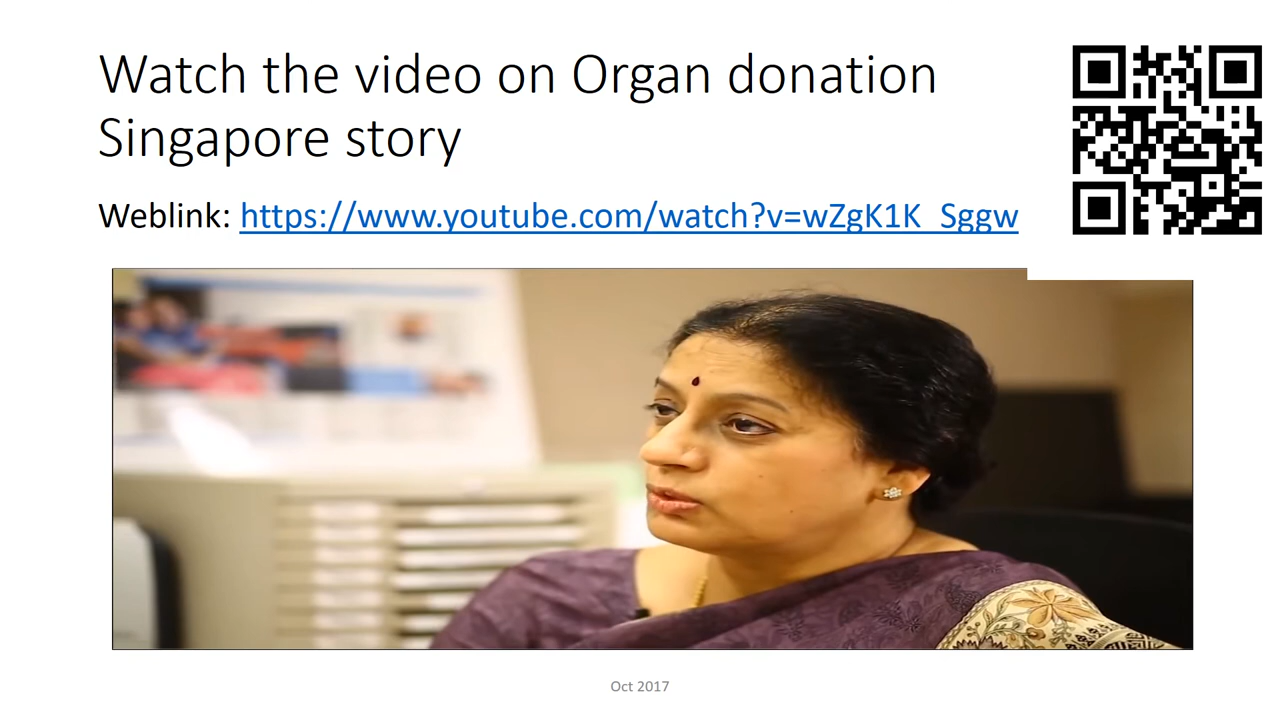 Watch the video on Organ donation
Singapore story
Weblink: https://www.youtube.com/watch?v=wZgK1K_Sggw
Oct 2017